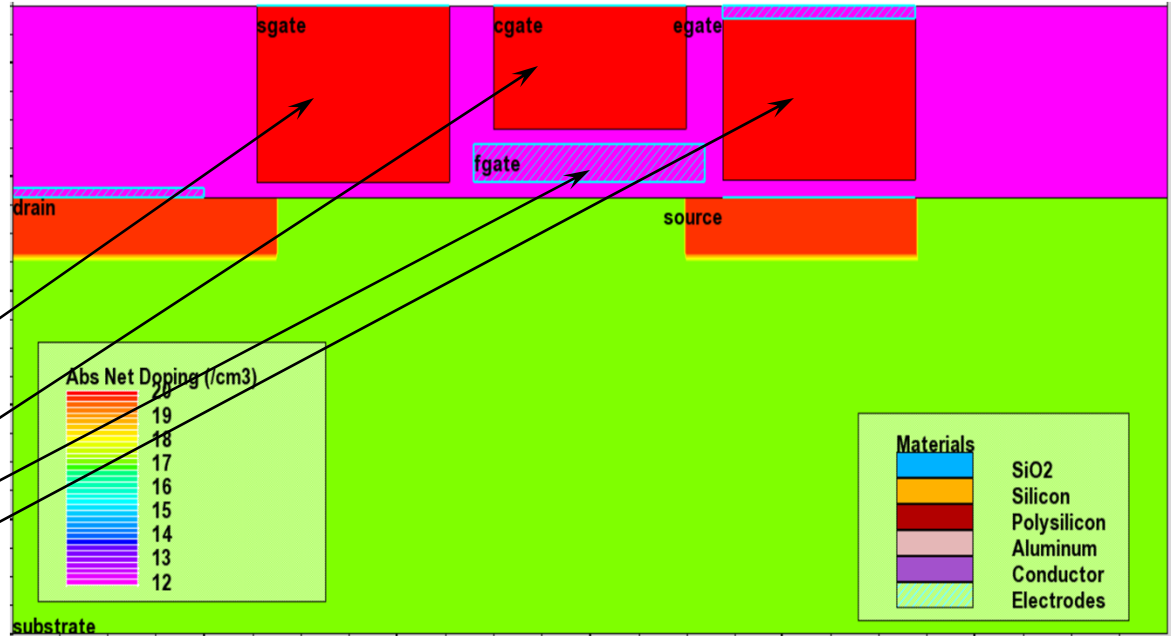 sgate
cgate
egate
fgate
drain
source
Abs Net Doping (/cm3)
20
19
18
17
16
15
14
13
12
Materials
SiO2
Silicon
Polysilicon
Aluminum
Conductor
Electrodes
substrate